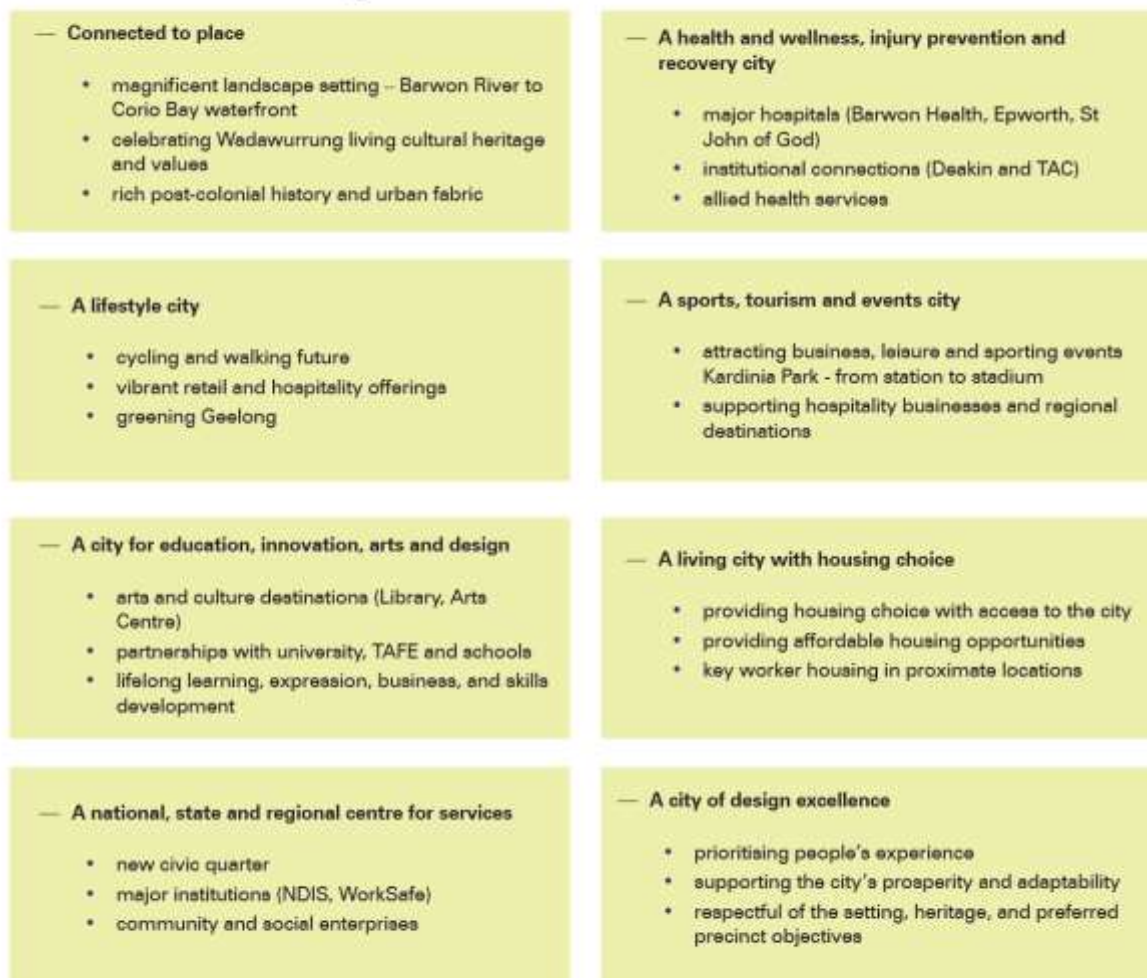 — Connected to place
• magnificent landscape setting – Barwon River to
Corio Bay waterfront
• celebrating Wadawurrung living cultural heritage
and values
• rich post-colonial history and urban fabric
— A health and wellness, injury prevention and
recovery city
• major hospitals (Barwon Health, Epworth, St
John of God)
• institutional connections (Deakin and TAC)
• allied health services
— A lifestyle city
• cycling and walking future
• vibrant retail and hospitality offerings
• greening Geelong
— A sports, tourism and events city
• attracting business, leisure and sporting events
Kardinia Park - from station to stadium
• supporting hospitality businesses and regional
destinations
— A city for education, innovation, arts and design
• arts and culture destinations (Library, Arts
Centre)
• partnerships with university, TAFE and schools
• lifelong learning, expression, business, and skills
development
— A living city with housing choice
• providing housing choice with access to the city
• providing affordable housing opportunities
• key worker housing in proximate locations
— A national, state and regional centre for services
• new civic quarter
• major institutions (NDIS, WorkSafe)
• community and social enterprises
— A city of design excellence
• prioritising people's experience
• supporting the city's prosperity and adaptability
• respectful of the setting, heritage, and preferred
precinct objectives